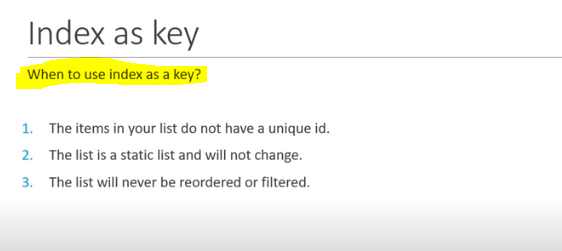 Index as key
When to use index as a key?
1. The items in your list do not have a unique id.
2. The list is a static list and will not change.
3. The list will never be reordered or filtered.